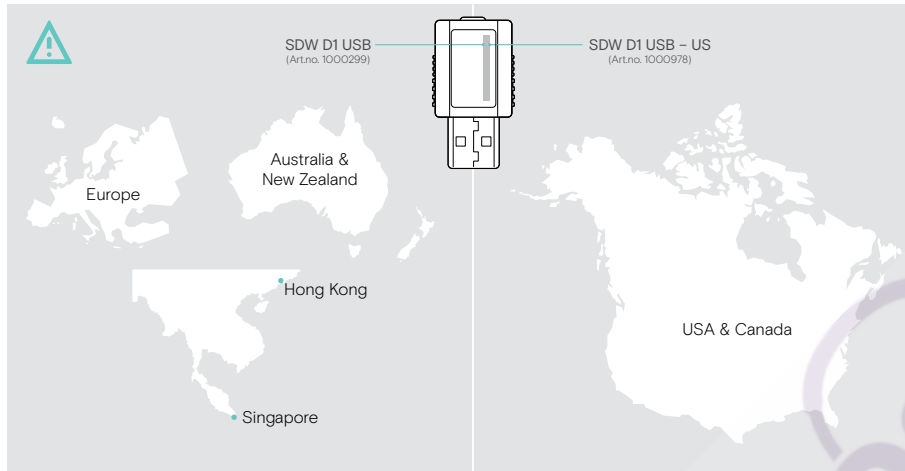 SDW D1 USB
(Art.no. 1000299)
SDW D1 USB – US
(Art.no. 1000978)
Europe
Australia &
New Zealand
Hong Kong
Singapore
USA & Canada